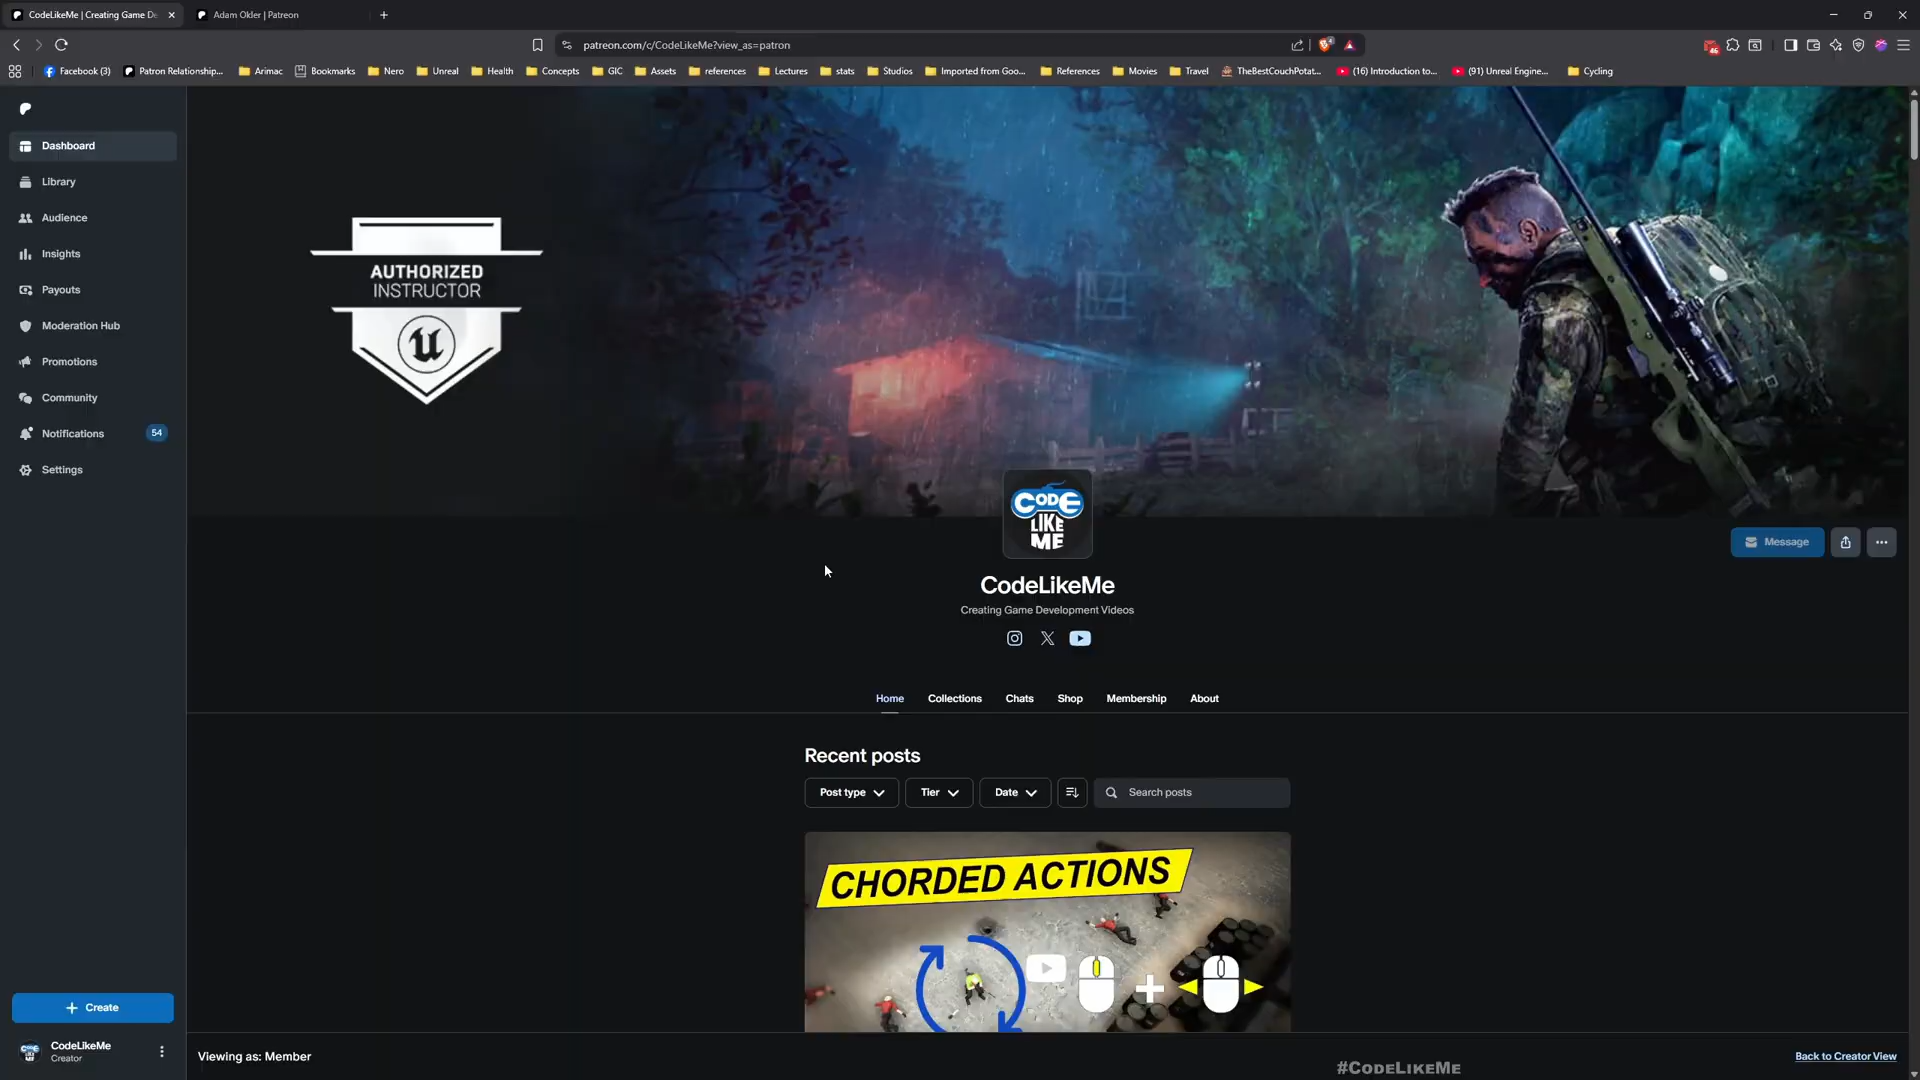 CodeLikeMe | Creating Game De
Adam Older | Patreon
patreon.com/c/CodeLikeMe?view_as=patron
Facebook (3)
Patron Relationship...
Arimac
Bookmarks
Nero
Unreal
Health
Concepts
GIC
Assets
references
Lectures
stats
Studios
Imported from Goo...
References
Movies
Travel
TheBestCouchPotat...
(16) Introduction to...
(91) Unreal Engine...
Cycling
Dashboard
Library
Audience
Insights
Payouts
Moderation Hub
Promotions
Community
Notifications
54
Settings
Create
CodeLikeMe
Creator
AUTHORIZED
INSTRUCTOR
CODE
LIKE
ME
Message
CodeLikeMe
Creating Game Development Videos
Home
Collections
Chats
Shop
Membership
About
Recent posts
Post type
Tier
Date
Search posts
CHORDED ACTIONS
Viewing as: Member
#CodeLikeMe
Back to Creator View